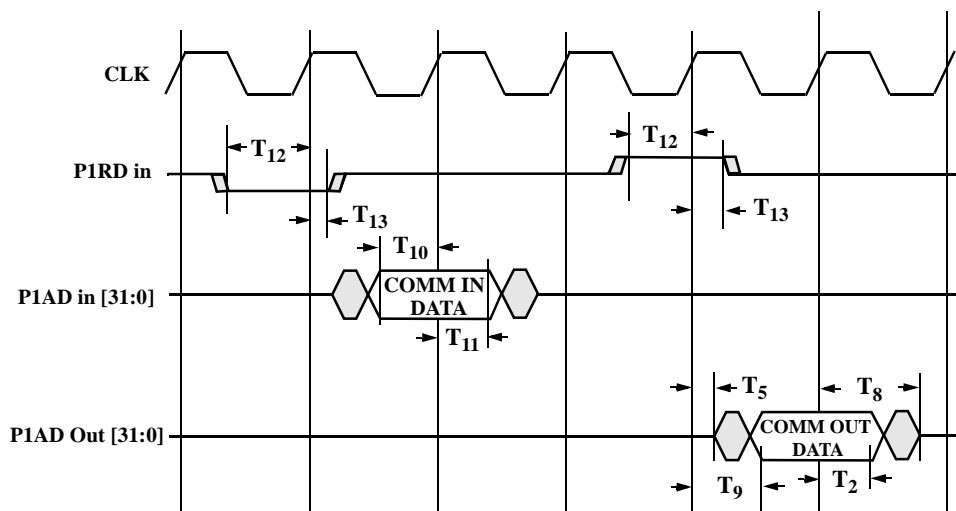 CLK
T12 T12
P1RD in
T13 T13
T10
P1AD in [31:0] COMM IN
DATA
T11
T5 T8
P1AD Out [31:0] COMM OUT
DATA
T9 T2